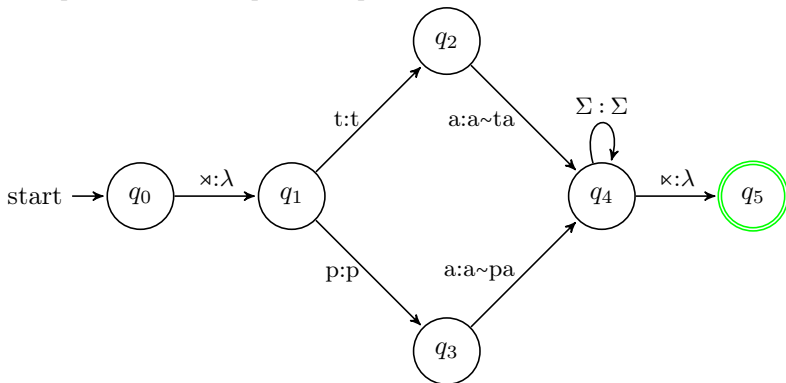 q2
t:t
a:a~ta
Σ : Σ
start
q0
⋊:λ
q1
q4
⋉:λ
q5
p:p
a:a~pa
q3